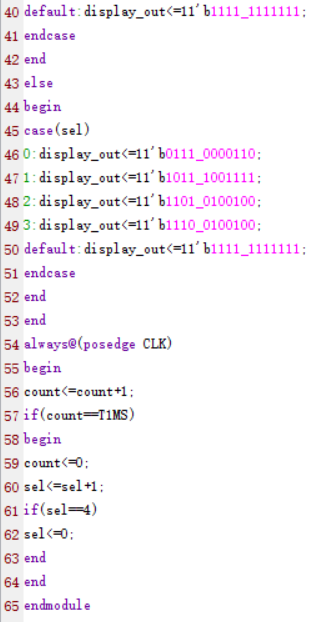 40 default:display_out<=11'b1111_1111111;
41 endcase
42 end
43 else
44 begin
45 case(sel)
46 0:display_out<=11'b0111_0000110;
47 1:display_out<=11'b1011_1001111;
48 2:display_out<=11'b1101_0100100;
49 3:display_out<=11'b1110_0100100;
50 default:display_out<=11'b1111_1111111;
51 endcase
52 end
53 end
54 always@(posedge CLK)
55 begin
56 count<=count+1;
57 if(count==T1MS)
58 begin
59 count<=0;
60 sel<=sel+1;
61 if(sel==4)
62 sel<=0;
63 end
64 end
65 endmodule